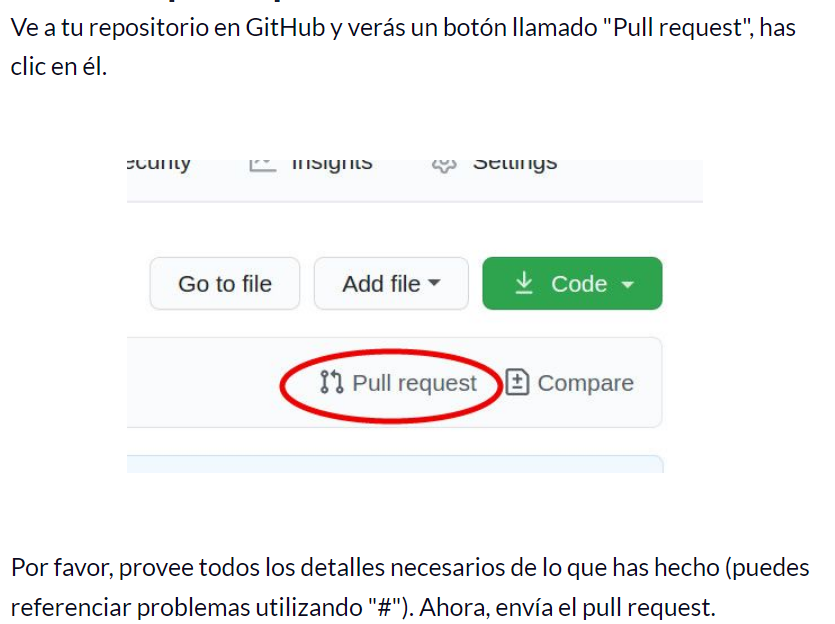 Ve a tu repositorio en GitHub y verás un botón llamado "Pull request", has
clic en él.
ecurity Insights Settings
Go to file Add file Code
Pull request Compare
Por favor, provee todos los detalles necesarios de lo que has hecho (puedes
referenciar problemas utilizando "#"). Ahora, envía el pull request.